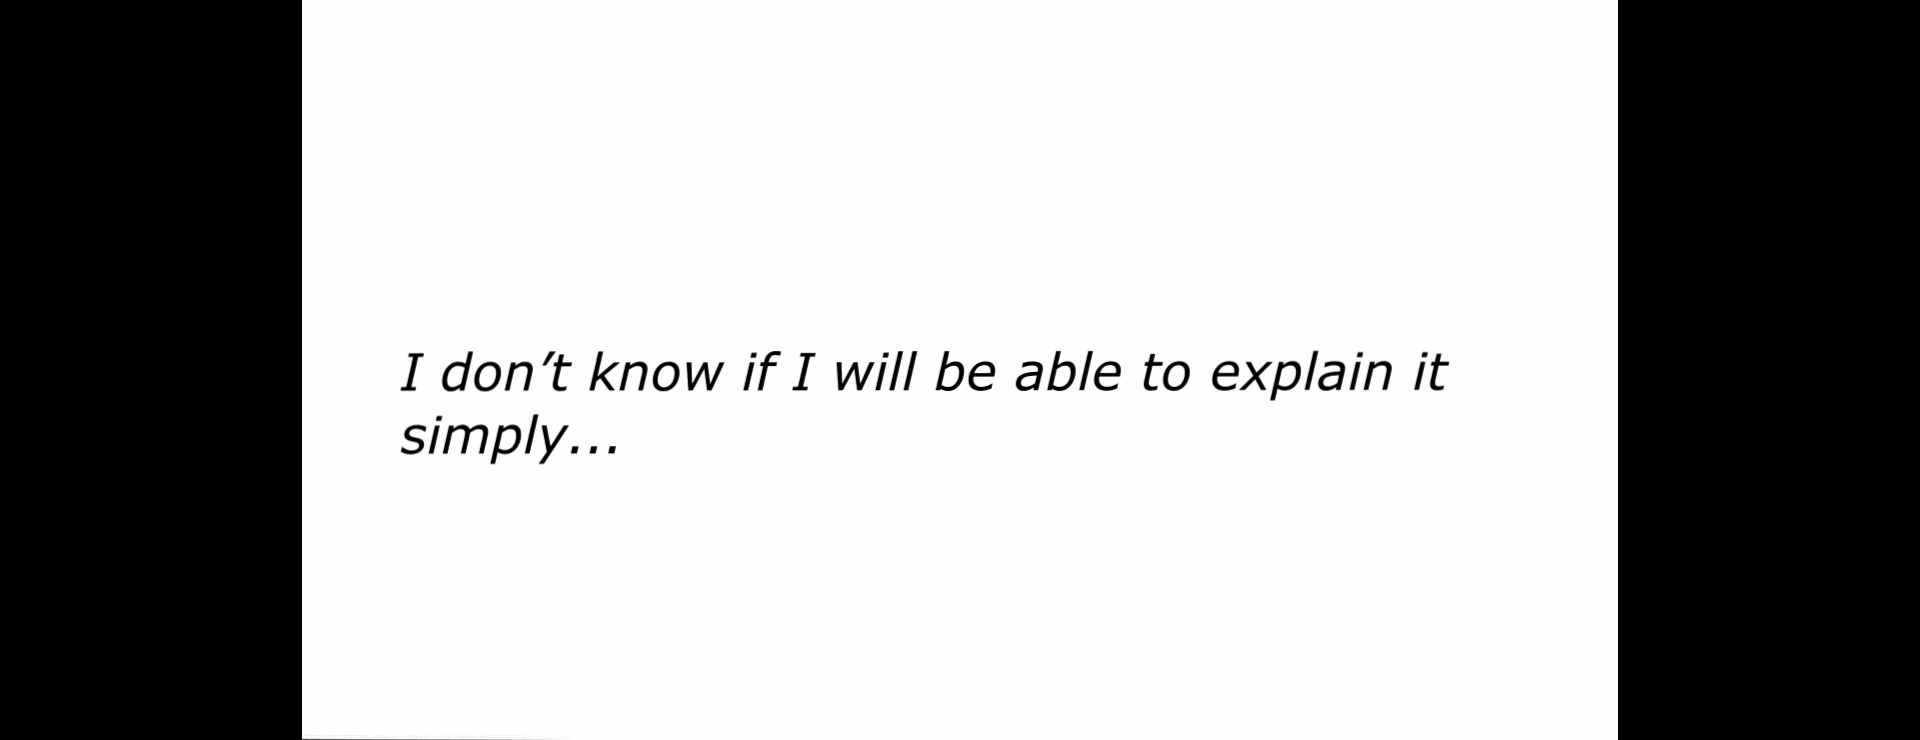 I don’t know if I will be able to explain it
simply…